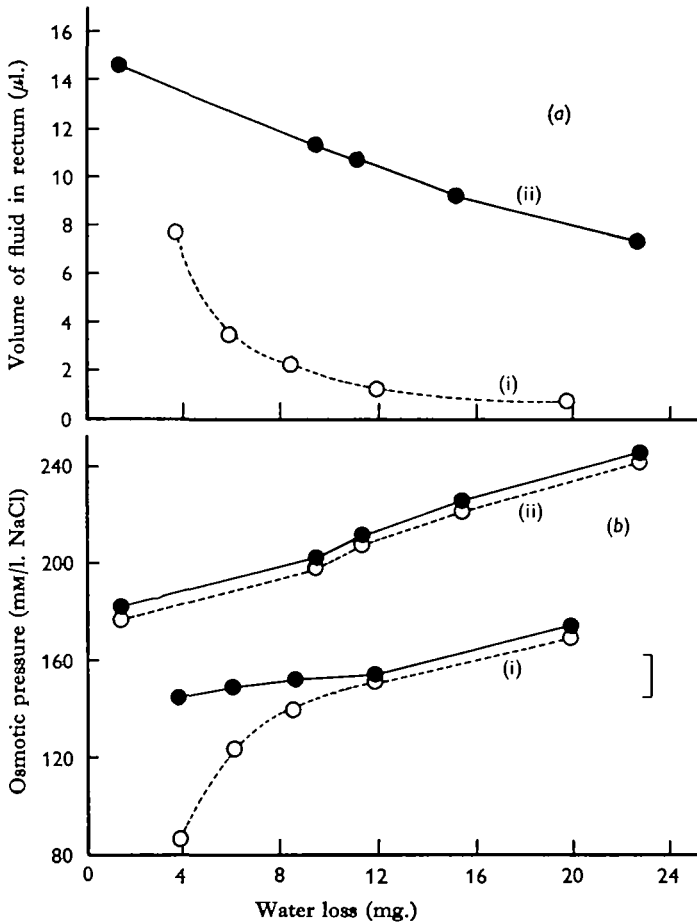 Volume of fluid in rectum (μl.)
16
14
12
10
8
6
4
2
0
(a)
(ii)
(i)
Osmotic pressure (mM/l. NaCl)
240
200
160
120
80
(ii)
(b)
(i)
0 4 8 12 16 20 24
Water loss (mg.)